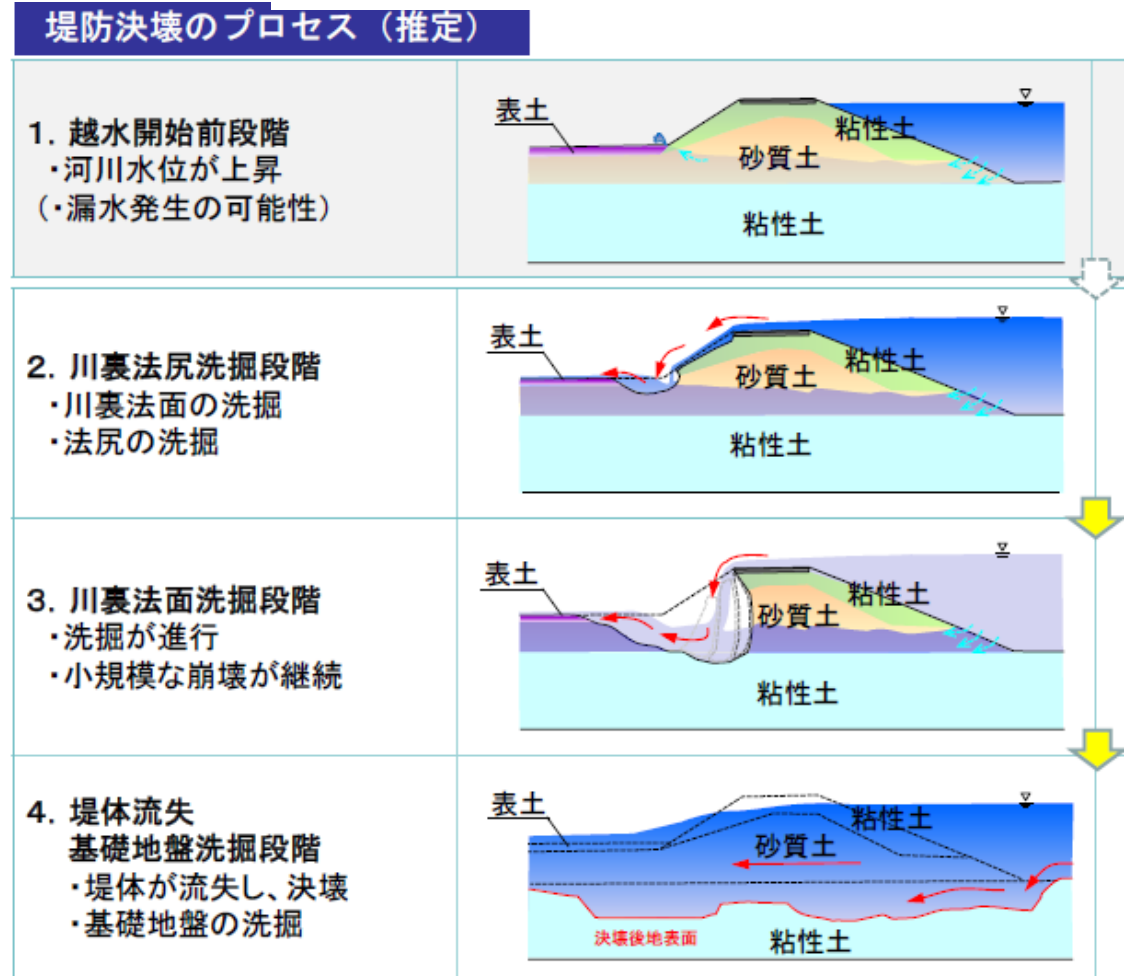 堤防決壊のプロセス（推定）
1．越水開始前段階
・河川水位が上昇
（・漏水発生の可能性）
表土
粘性土
砂質土
粘性土
2．川裏法尻洗掘段階
・川裏法面の洗掘
・法尻の洗掘
表土
粘性土
砂質土
粘性土
3．川裏法面洗掘段階
・洗掘が進行
・小規模な崩壊が継続
表土
粘性土
砂質土
粘性土
4．堤体流失
基礎地盤洗掘段階
・堤体が流失し、決壊
・基礎地盤の洗掘
表土
粘性土
砂質土
決壊後地表面
粘性土